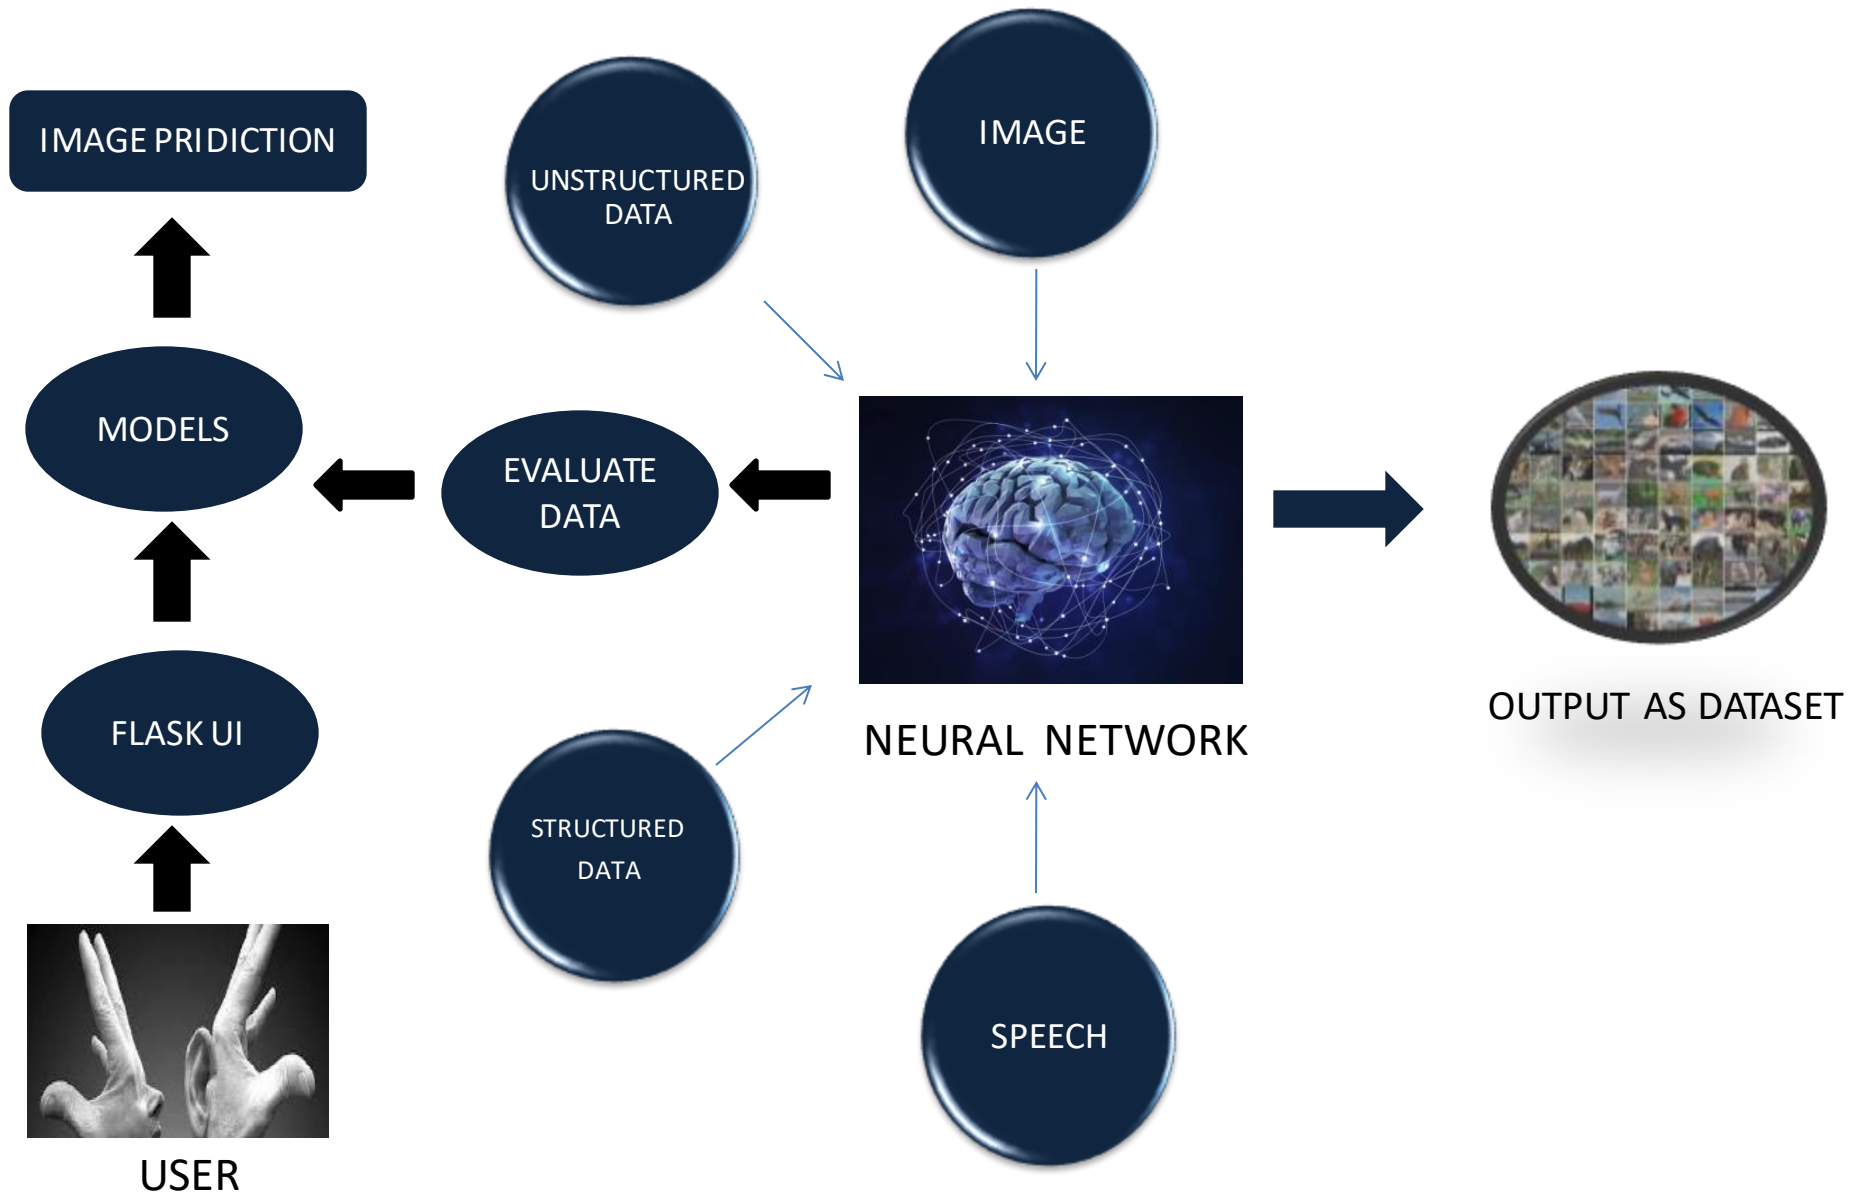 IMAGE PRIDICTION
UNSTRUCTURED
DATA
IMAGE
MODELS
EVALUATE
DATA
FLASK UI
NEURAL NETWORK
OUTPUT AS DATASET
STRUCTURED
DATA
SPEECH
USER